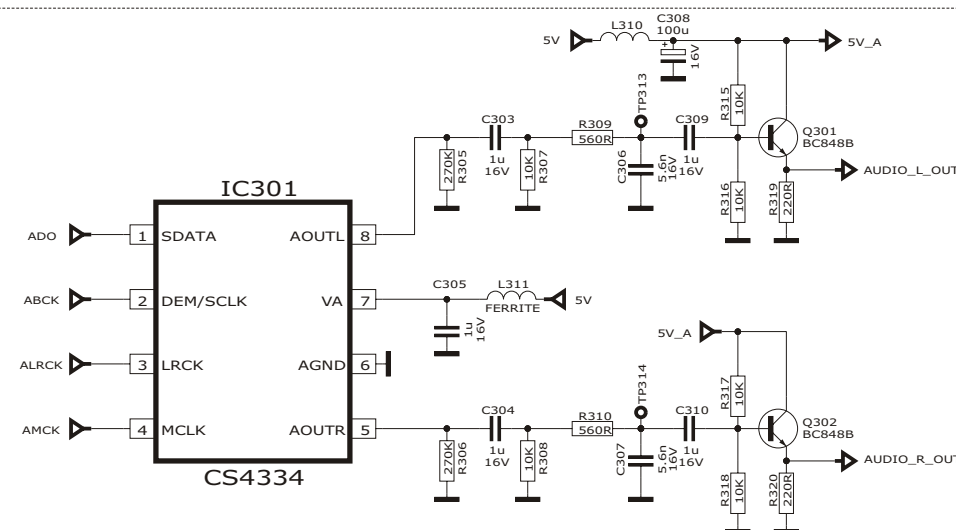 L310
C308
100u
5V
+
16V
5V_A
TP313
R315
10K
C303
1u
16V
R309
560R
C309
1u
16V
Q301
BC848B
270K
R305
10K
R307
C306
5.6n
16V
R316
10K
R319
220R
AUDIO_L_OUT
IC301
ADO
1
SDATA
AOUTL
8
ABCK
2
DEM/SCLK
VA
7
C305
1u
16V
L311
FERRITE
5V
ALRCK
3
LRCK
AGND
6
AMCK
4
MCLK
AOUTR
5
CS4334
5V_A
TP314
R317
10K
C304
1u
16V
R310
560R
C310
1u
16V
Q302
BC848B
270K
R306
10K
R308
C307
5.6n
16V
R318
10K
R320
220R
AUDIO_R_OUT